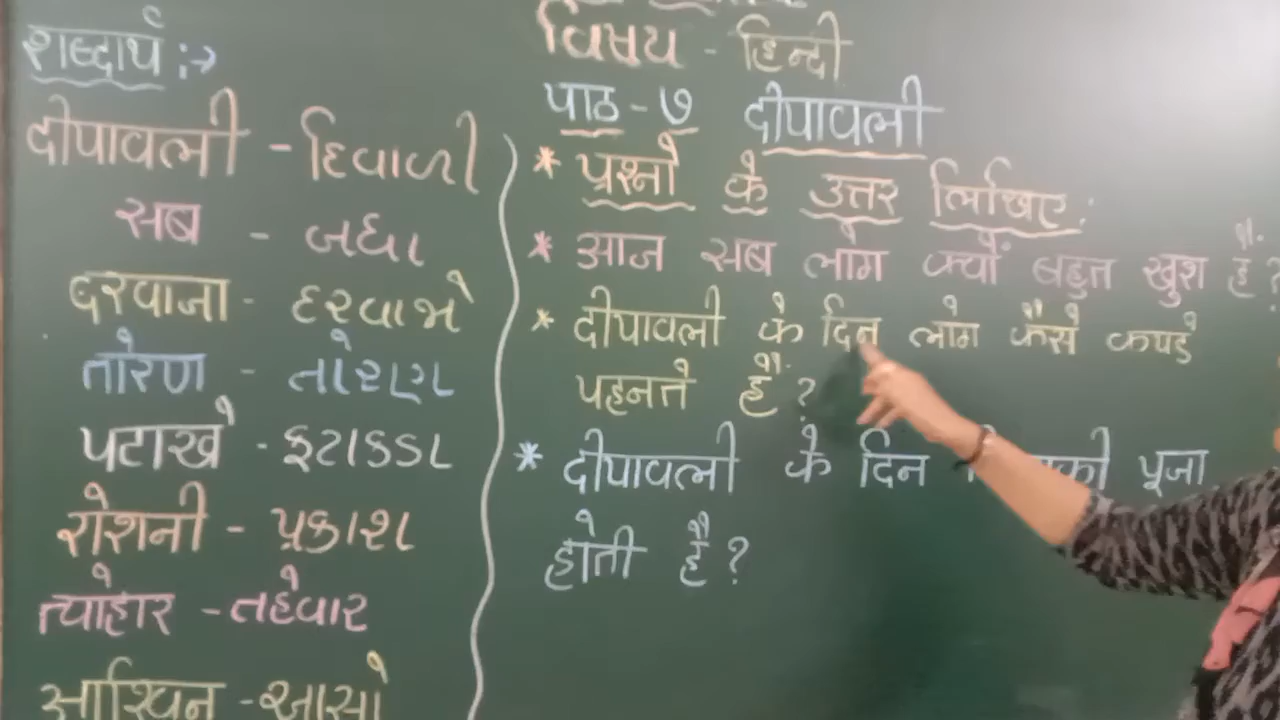 शब्दार्थ :→
दीपावली - દિવાળી
सब - બધા
दरवाजा - દરવાજો
तोरण - તોરણ
पटाखे - ફટાકડા
रोशनी - પ્રકાશ
त्योहार - તહેવાર
आश्विन - આસો
विषय - हिन्दी
पाठ - ७ दीपावली
* प्रश्नों के उत्तर लिखिए :
* आज सब लोग क्यों बहुत खुश हैं ?
* दीपावली के दिन लोग कैसे कपड़े
पहनते हैं ?
* दीपावली के दिन पूजा
होती है ?